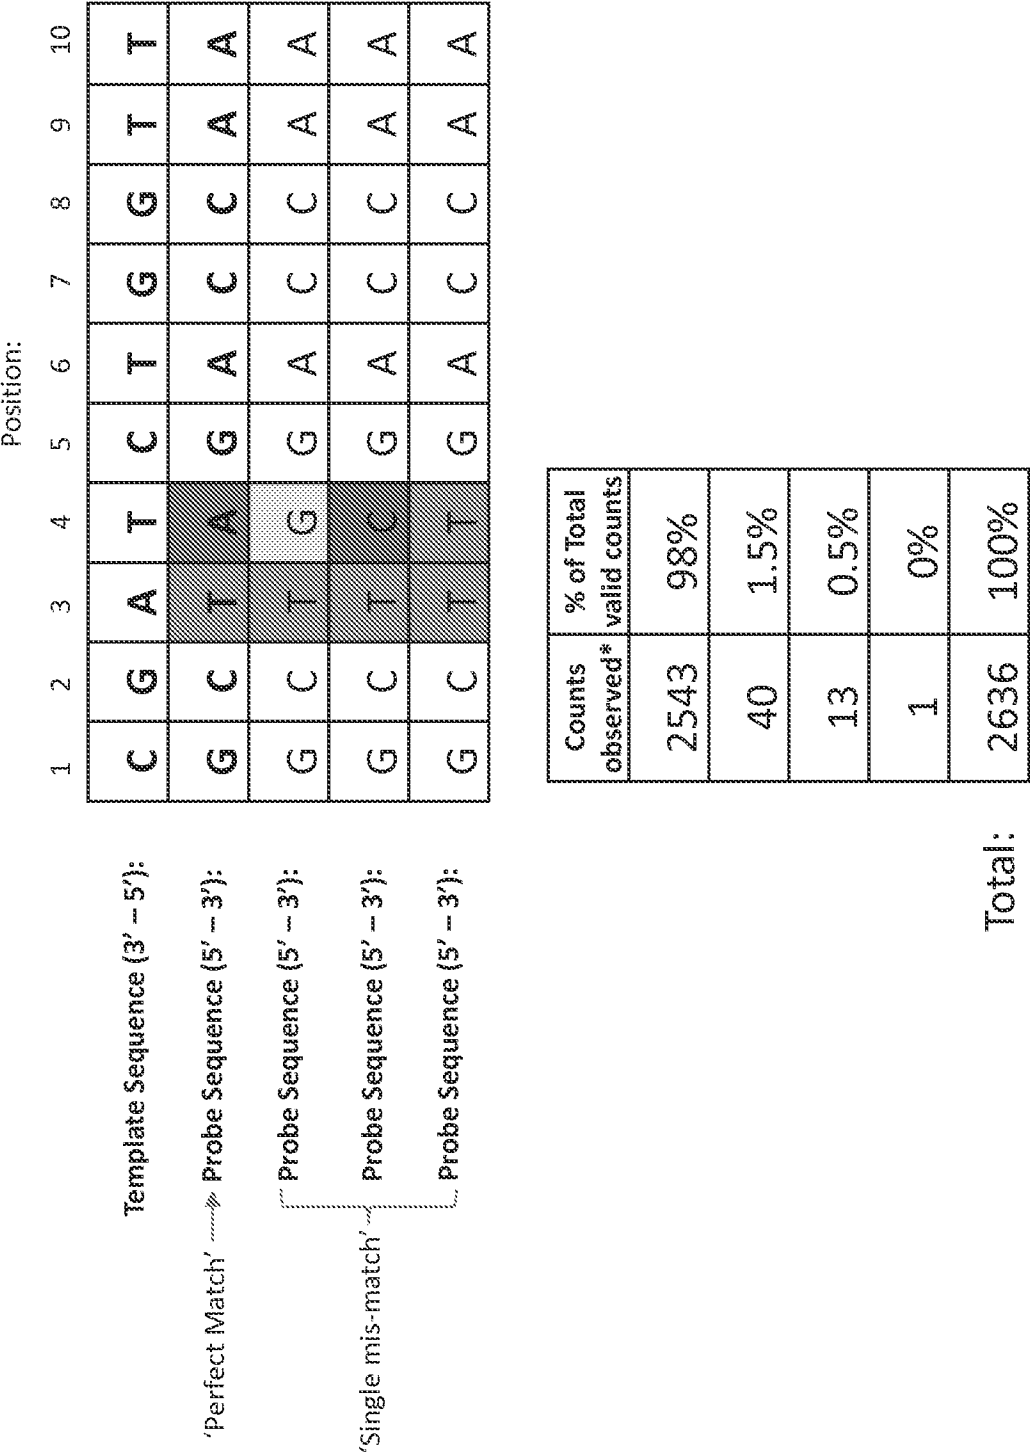 Position:
1 2 3 4 5 6 7 8 9 10
Template Sequence (3' – 5'): C G A T C T G G T T
'Perfect Match' Probe Sequence (5' – 3'): G C T A G A C C A A
Probe Sequence (5' – 3'): G C T G G A C C A A
'Single mis-match' Probe Sequence (5' – 3'): G C T C G A C C A A
Probe Sequence (5' – 3'): G C T T G A C C A A
Counts observed* % of Total valid counts
2543 98%
40 1.5%
13 0.5%
1 0%
Total: 2636 100%